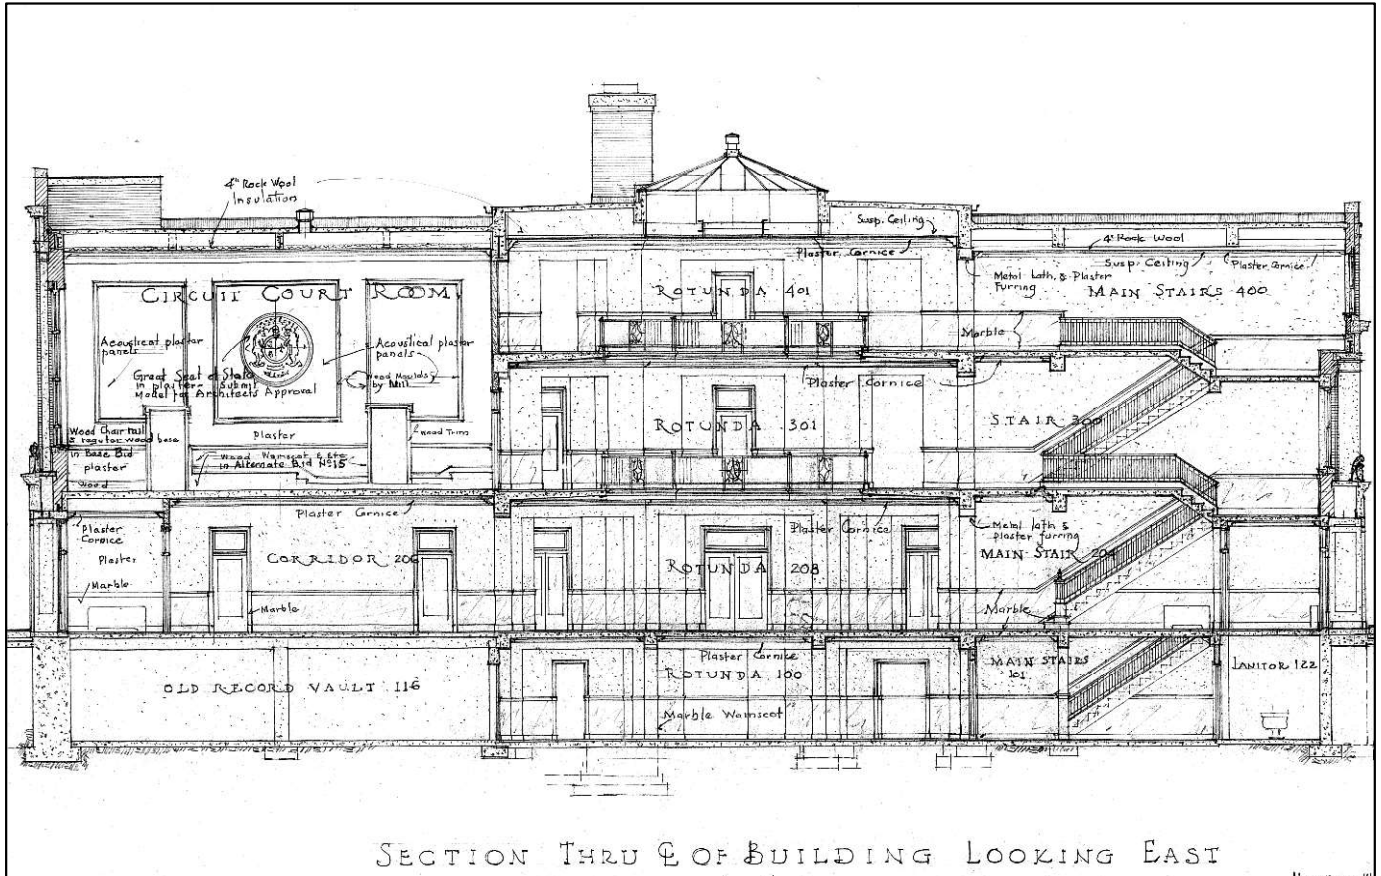 4" Rock Wool
Insulation
Susp. Ceiling
Plaster Cornice
4" Rock Wool
Susp. Ceiling
Plaster Cornice
Metal Lath & Plaster
Furring
CIRCUIT COURT ROOM
ROTUNDA 401
MAIN STAIRS 400
Marble
Acoustical plaster
panels
Acoustical plaster
panels
Great Seal of State
in plaster - Submit
Model for Architects Approval
Wood Moulds
by Mill
Plaster Cornice
STAIR 300
ROTUNDA 301
Wood Chair rail
& regular wood base
in Base Bid
plaster
wood
plaster
Wood Trim
Wood Wainscot & Etc
in Alternate Bid No 15
Plaster Cornice
Plaster Cornice
Metal lath &
plaster furring
Plaster
Cornice
Plaster
Marble
CORRIDOR 206
ROTUNDA 208
MAIN STAIR 204
Marble
Marble
Plaster Cornice
ROTUNDA 100
MAIN STAIRS
101
JANITOR 122
OLD RECORD VAULT 116
Marble Wainscot
SECTION THRU ℄ OF BUILDING LOOKING EAST